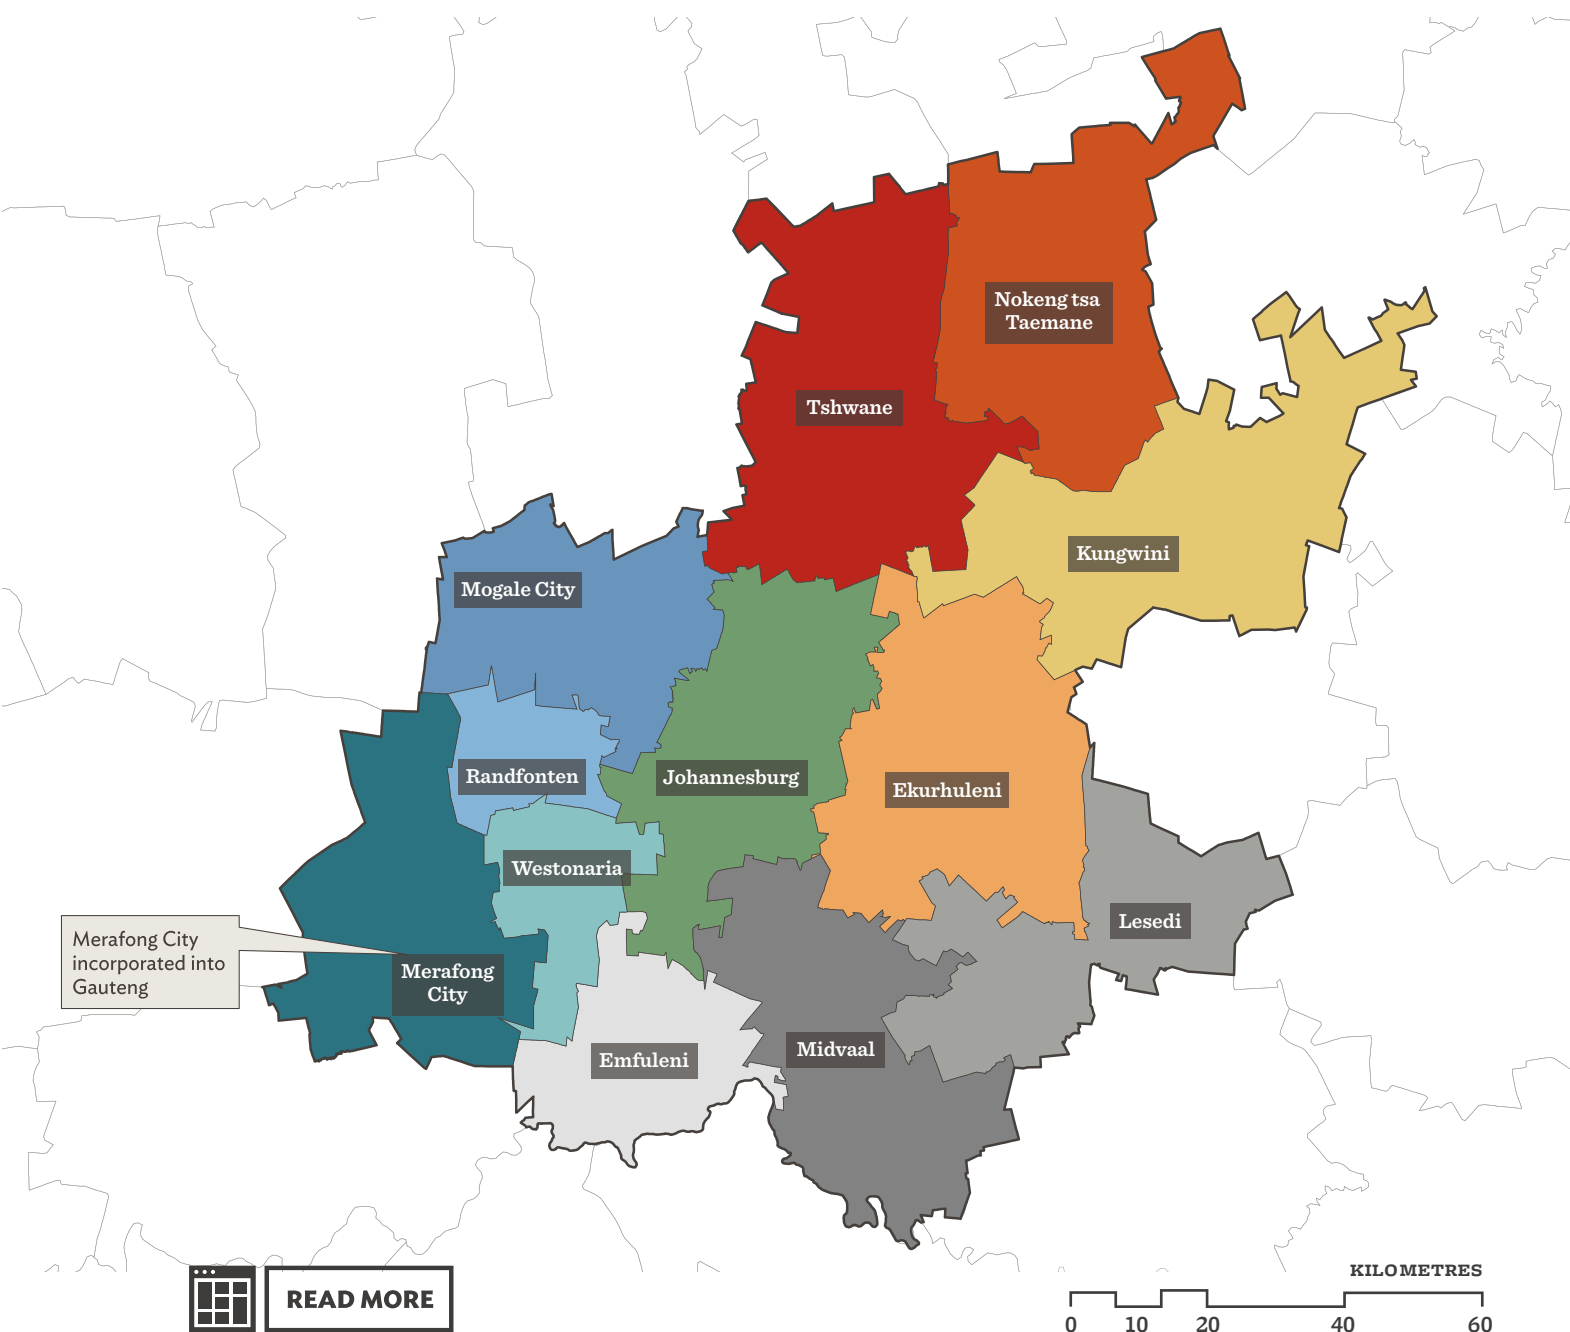 Nokeng tsa
Taemane
Tshwane
Kungwini
Mogale City
Randfonten
Johannesburg
Ekurhuleni
Westonaria
Lesedi
Merafong City
incorporated into
Gauteng
Merafong
City
Emfuleni
Midvaal
READ MORE
KILOMETRES
0 10 20 40 60